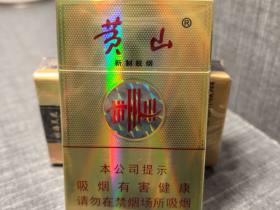 黄山®
新制皖烟
本公司提示
吸烟有害健康
请勿在禁烟场所吸烟